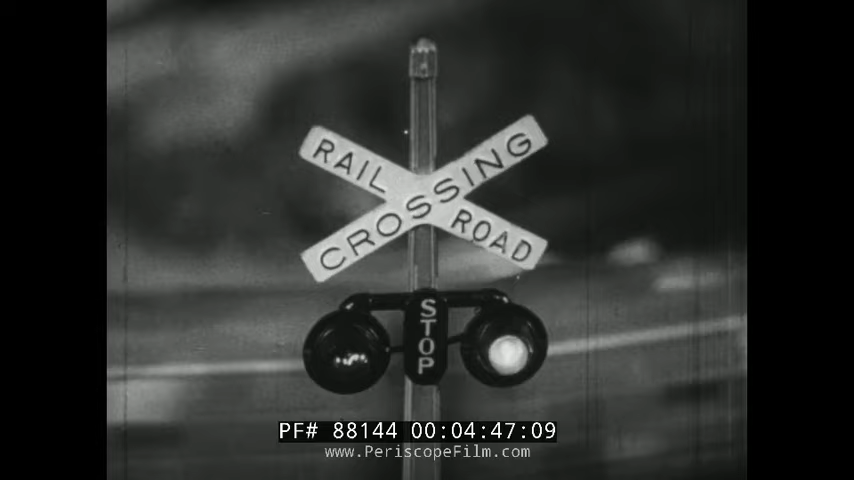 RAIL ROAD
CROSSING
STOP
PF# 88144 00:04:47:09
www.PeriscopeFilm.com